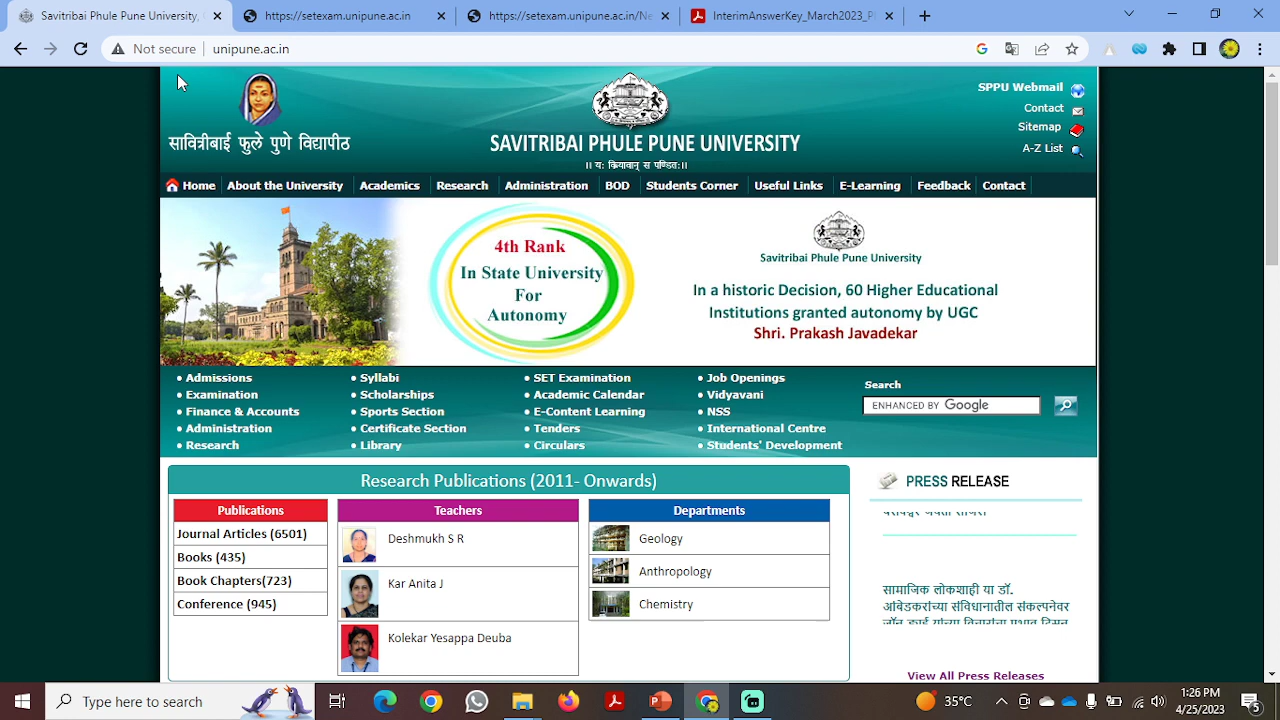 Savitribai Phule Pune University,
http://unipune.ac.in/
http://unipune.ac.in/university
AnswerKey_March2023_P
Not secure
unipune.ac.in
सावित्रीबाई फुले पुणे विद्यापीठ
SAVITRIBAI PHULE PUNE UNIVERSITY
।। यः क्रियावान् स पण्डितः ।।
SPPU Webmail
Contact
Sitemap
A-Z List
Home About the University Academics Research Administration BOD Students Corner Useful Links E-Learning Feedback Contact
4th Rank
In State University
For
Autonomy
Savitribai Phule Pune University
In a historic Decision, 60 Higher Educational
Institutions granted autonomy by UGC
Shri. Prakash Javadekar
• Admissions
• Examination
• Finance & Accounts
• Administration
• Research
• Syllabi
• Scholarships
• Sports Section
• Certificate Section
• Library
• SET Examination
• Academic Calendar
• E-Content Learning
• Tenders
• Circulars
• Job Openings
• Vidyavani
• NSS
• International Centre
• Students' Development
Search
ENHANCED BY Google
Research Publications (2011- Onwards)
Publications
Journal Articles (6501)
Books (435)
Book Chapters(723)
Conference (945)
Teachers
Deshmukh S R
Kar Anita J
Kolekar Yesappa Deuba
Departments
Geology
Anthropology
Chemistry
PRESS RELEASE
सामाजिक लोकशाही या डॉ.
आंबेडकरांच्या संविधानातील संकल्पनेवर
View All Press Releases
Type here to search
35°C
1:26 PM
4/25/2023
5